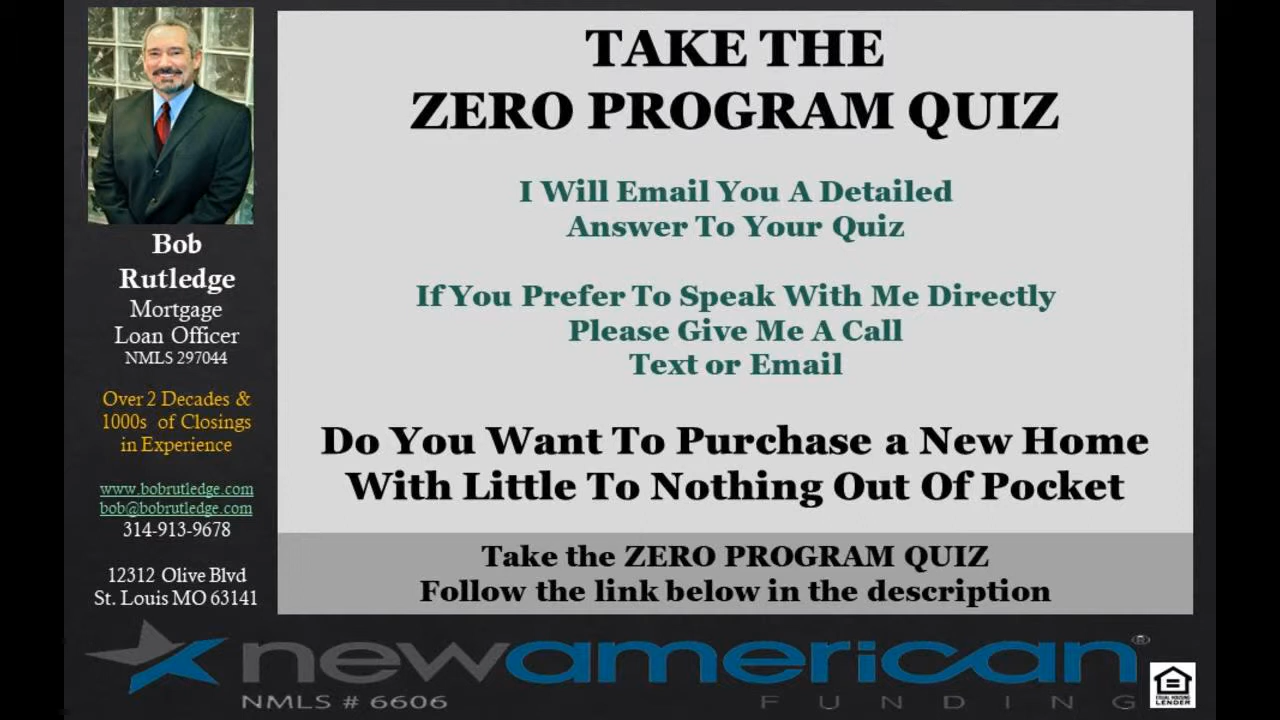 Bob
Rutledge
Mortgage
Loan Officer
NMLS 297044
Over 2 Decades &
1000s of Closings
in Experience
www.bobrutledge.com
bob@bobrutledge.com
314-913-9678
12312 Olive Blvd
St. Louis MO 63141
TAKE THE
ZERO PROGRAM QUIZ
I Will Email You A Detailed
Answer To Your Quiz
If You Prefer To Speak With Me Directly
Please Give Me A Call
Text or Email
Do You Want To Purchase a New Home
With Little To Nothing Out Of Pocket
Take the ZERO PROGRAM QUIZ
Follow the link below in the description
newamerican®
NMLS # 6606
FUNDING
EQUAL HOUSING
LENDER